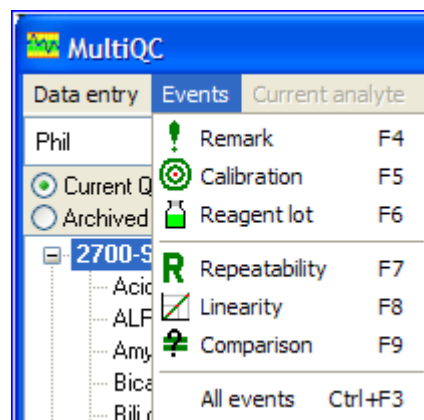 MultiQC
Data entry Events Current analyte
Phil
Remark F4
Current Q
Calibration F5
Archived
Reagent lot F6
2700-S
Repeatability F7
Acid
Linearity F8
ALF
Comparison F9
Amy
Bica
All events Ctrl+F3
Bili